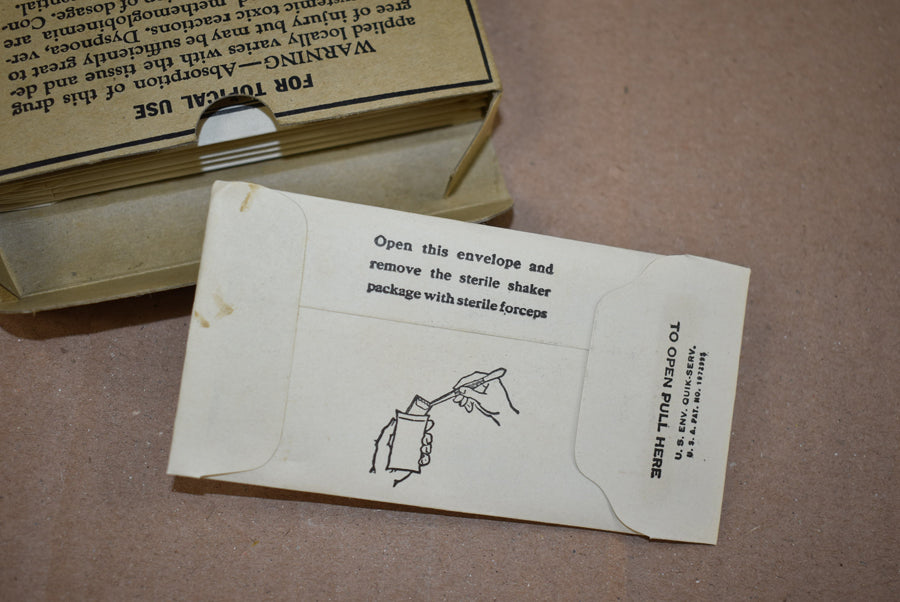 FOR TOPICAL USE
WARNING—Absorption of this drug
applied locally varies with the tissue and de-
gree of injury but may be sufficiently great to
systemic toxic reactions. Dyspnoea, ver-
methemoglobinemia are
of dosage. Con-
Open this envelope and
remove the sterile shaker
package with sterile forceps
TO OPEN PULL HERE
U. S. ENV. QUIK-SERV.
U. S. A. PAT. NO.